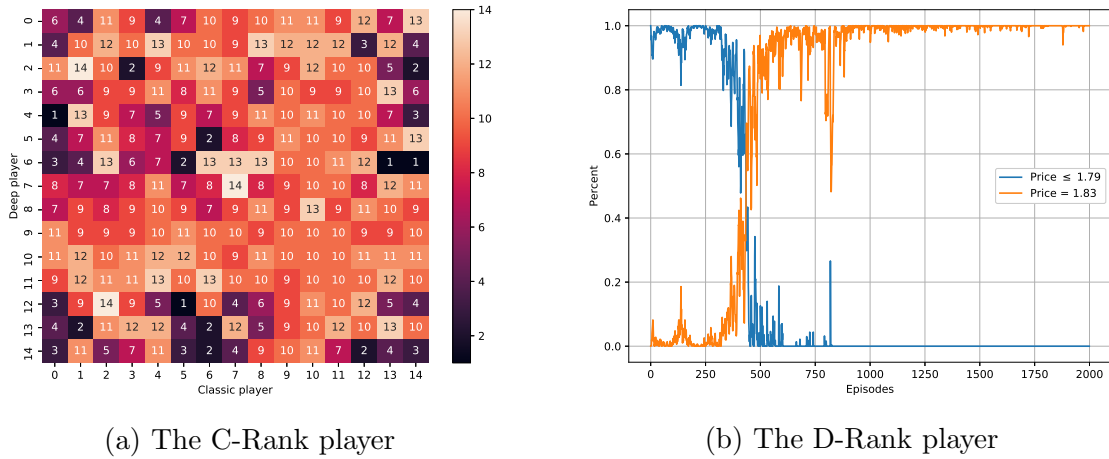 0 6 4 11 9 4 7 10 10 11 11 9 9 12 7 13
1 4 10 12 10 13 10 10 9 13 12 12 12 3 12 4
2 11 14 10 2 9 11 12 11 7 9 12 10 10 5 2
3 6 6 9 9 11 8 11 9 5 10 9 9 10 13 6
4 1 13 9 7 5 9 7 9 11 10 11 10 10 7 3
5 4 7 11 8 7 9 2 8 9 11 10 10 9 11 13
6 3 4 13 6 7 2 13 13 13 10 10 11 12 1 1
7 8 7 7 8 11 7 8 14 8 10 9 10 12 10 8
8 7 9 8 9 10 9 7 9 11 9 13 9 10 11 9
9 11 9 9 9 9 10 10 10 11 10 10 10 9 9 10
10 11 12 11 11 12 12 10 9 11 11 11 11 11 11 11
11 9 12 11 11 13 10 13 10 10 9 10 10 10 12 10
12 3 9 14 9 5 1 10 4 6 9 11 10 12 5 4
13 4 2 11 12 12 4 2 12 5 9 10 12 10 13 10
14 3 11 5 7 11 3 2 4 9 10 11 7 2 4 3
0 1 2 3 4 5 6 7 8 9 10 11 12 13 14
Deep player
Classic player
14
12
10
8
6
4
2
(a) The C-Rank player
1.0
0.8
0.6
0.4
0.2
0.0
Percent
Price ≤ 1.79
Price = 1.83
0 250 500 750 1000 1250 1500 1750 2000
Episodes
(b) The D-Rank player